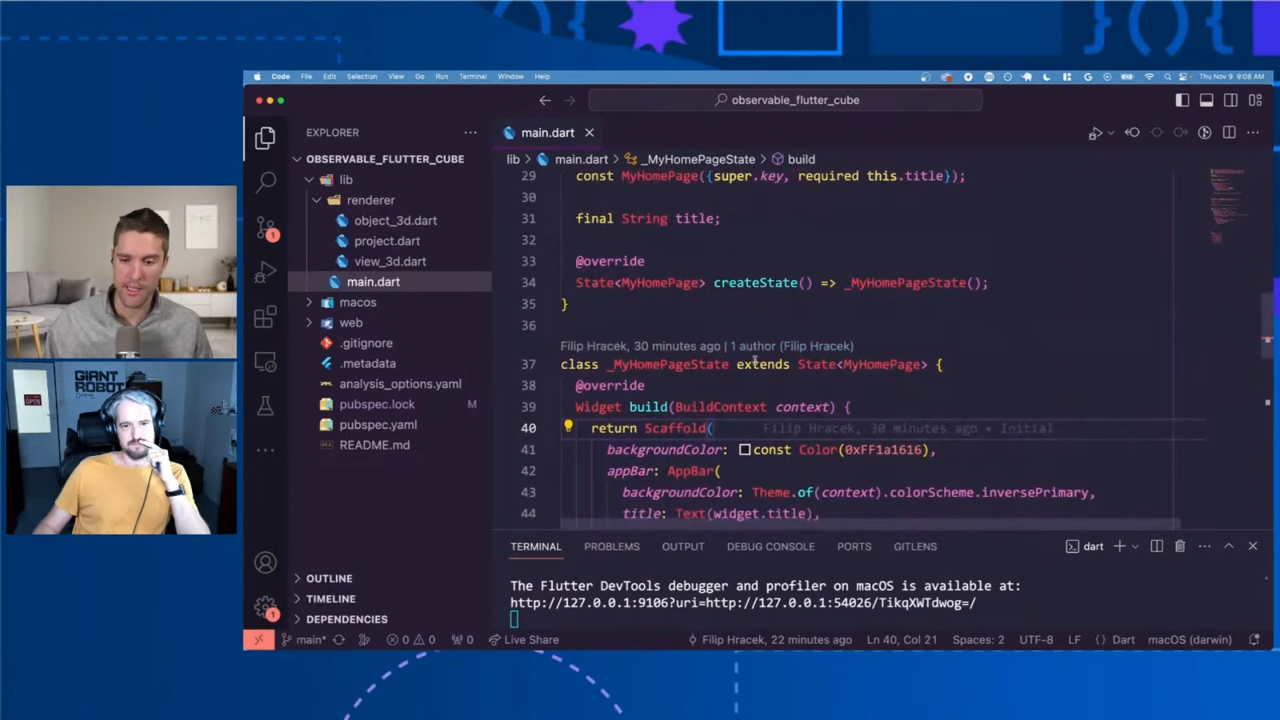 Code File Edit Selection View Go Run Terminal Window Help
Thu Nov 9 9:08 AM
observable_flutter_cube
EXPLORER
OBSERVABLE_FLUTTER_CUBE
lib
renderer
object_3d.dart
project.dart
view_3d.dart
main.dart
macos
web
.gitignore
.metadata
analysis_options.yaml
pubspec.lock M
pubspec.yaml
README.md
OUTLINE
TIMELINE
DEPENDENCIES
1
1
main.dart
lib > main.dart > _MyHomePageState > build
29 const MyHomePage({super.key, required this.title});
30
31 final String title;
32
33 @override
34 State<MyHomePage> createState() => _MyHomePageState();
35 }
36
Filip Hracek, 30 minutes ago | 1 author (Filip Hracek)
37 class _MyHomePageState extends State<MyHomePage> {
38 @override
39 Widget build(BuildContext context) {
40 return Scaffold( Filip Hracek, 30 minutes ago • Initial
41 backgroundColor: const Color(0xFF1a1616),
42 appBar: AppBar(
43 backgroundColor: Theme.of(context).colorScheme.inversePrimary,
44 title: Text(widget.title),
TERMINAL PROBLEMS OUTPUT DEBUG CONSOLE PORTS GITLENS
dart
The Flutter DevTools debugger and profiler on macOS is available at:
http://127.0.0.1:9106?uri=http://127.0.0.1:54026/TikqXWTdwog=/
main* 0 0 0 Live Share
Filip Hracek, 22 minutes ago Ln 40, Col 21 Spaces: 2 UTF-8 LF {} Dart macOS (darwin)
GIANT
ROBOT
GAME
OPEN